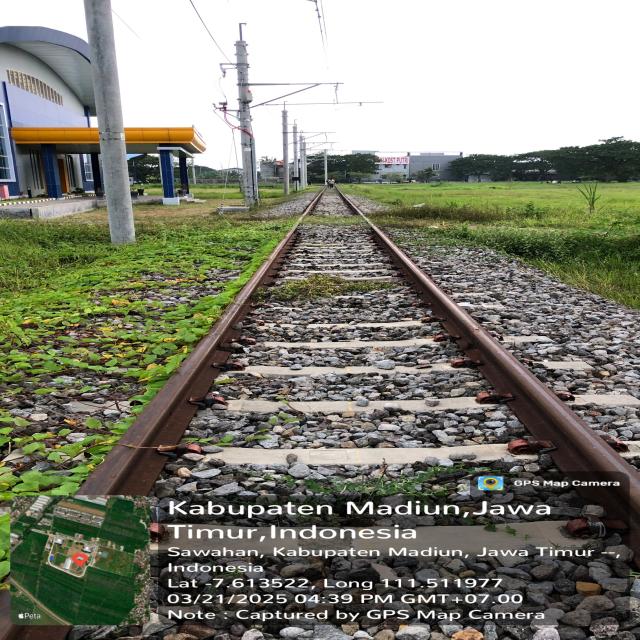 GPS Map Camera
Kabupaten Madiun,Jawa
Timur,Indonesia
Sawahan, Kabupaten Madiun, Jawa Timur --,
Indonesia
Lat -7.613522, Long 111.511977
03/21/2025 04:39 PM GMT+07.00
Note : Captured by GPS Map Camera
Peta